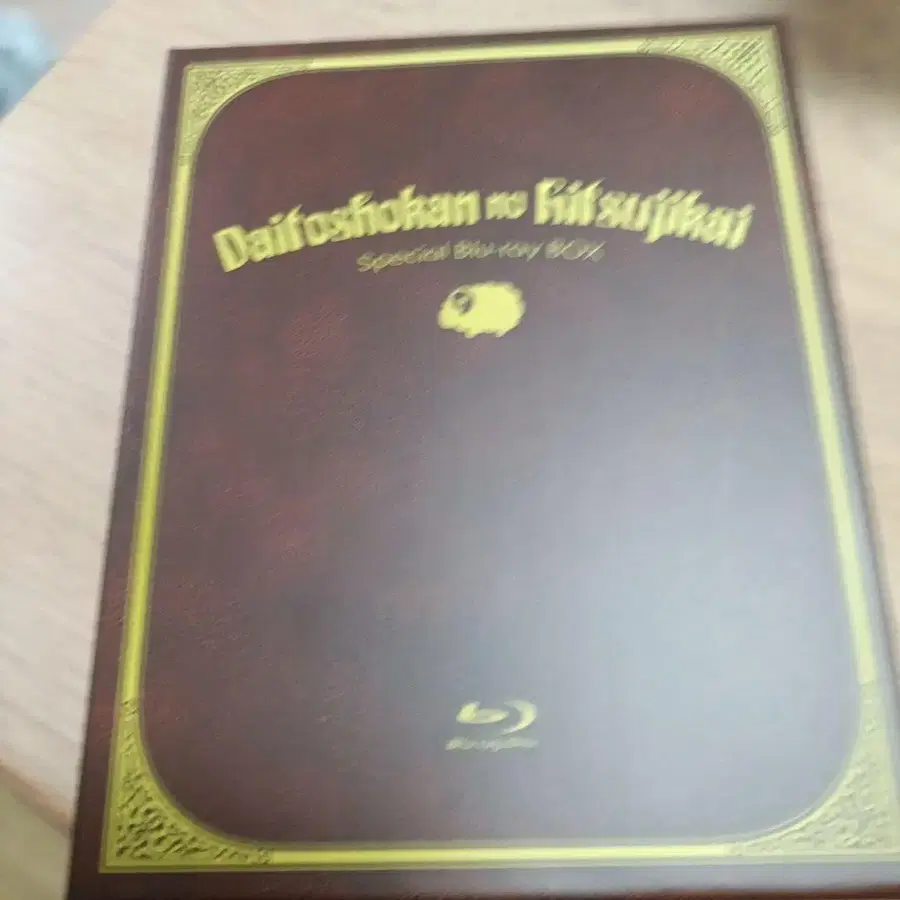 Daitoshokan no hitsujikai
Special Blu-ray BOX